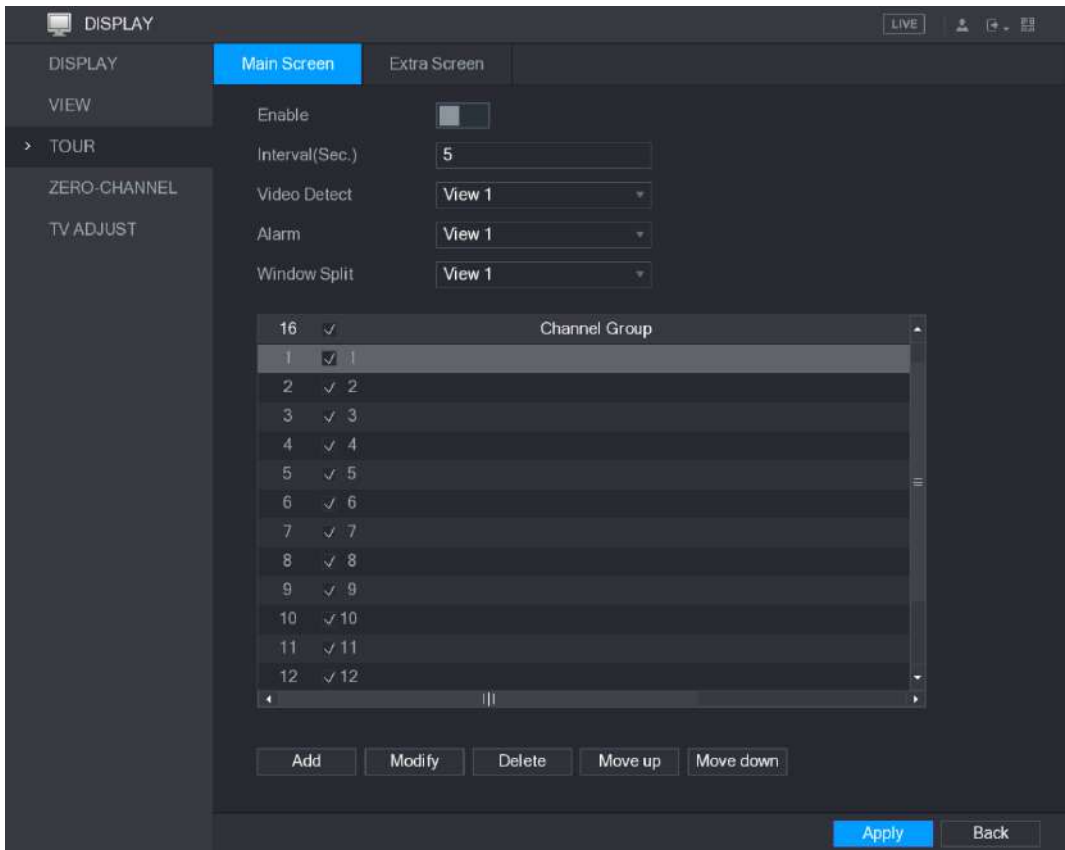 DISPLAY LIVE
DISPLAY
VIEW
TOUR
ZERO-CHANNEL
TV ADJUST
Main Screen Extra Screen
Enable
Interval(Sec.) 5
Video Detect View 1
Alarm View 1
Window Split View 1
16 Channel Group
1 1
2 2
3 3
4 4
5 5
6 6
7 7
8 8
9 9
10 10
11 11
12 12
Add Modify Delete Move up Move down
Apply Back